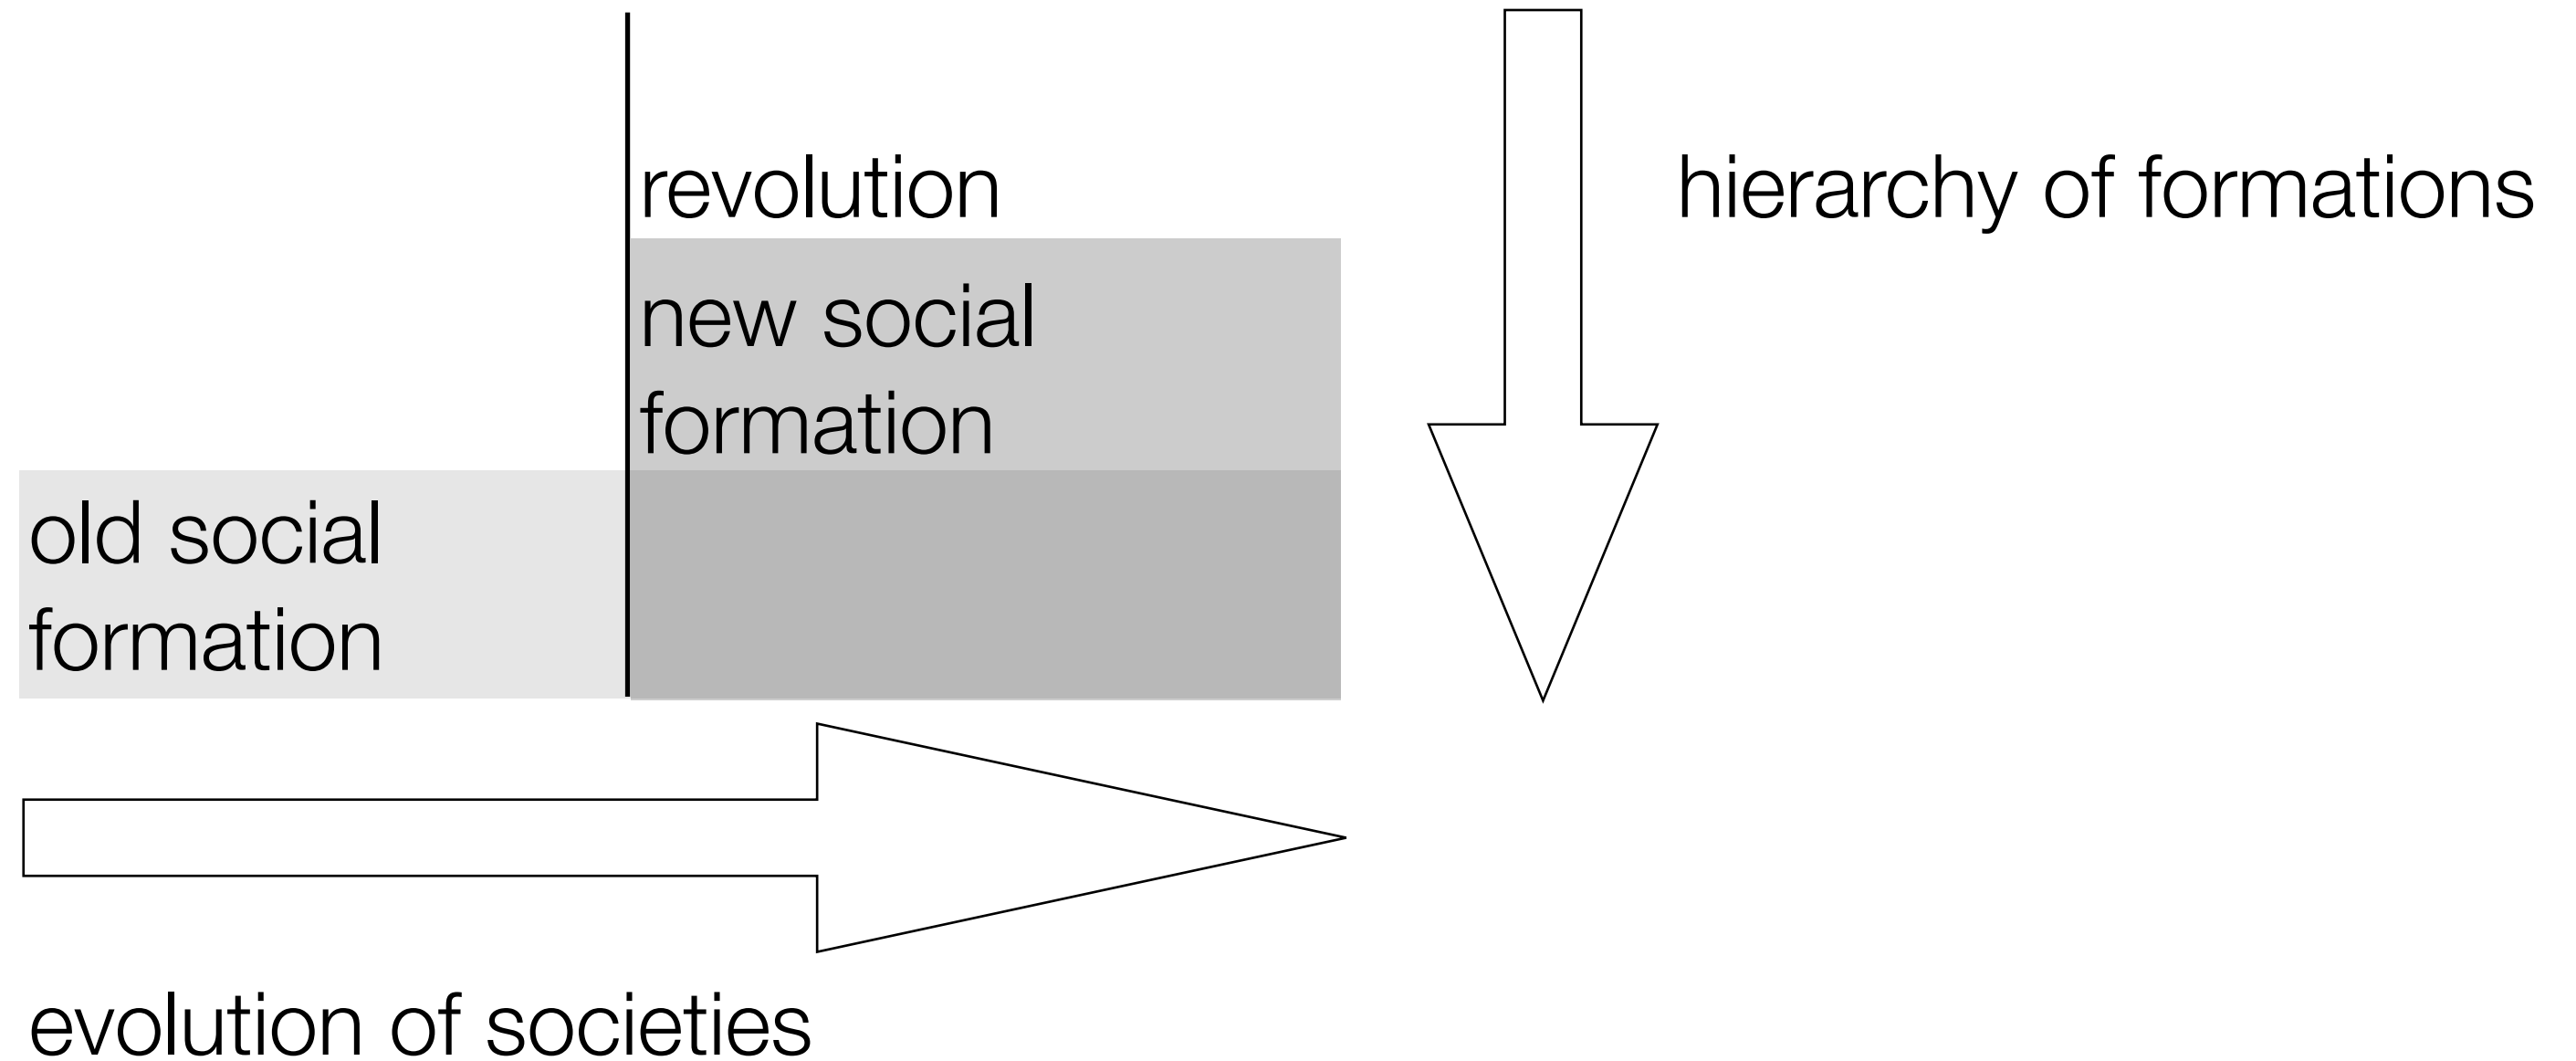 revolution
hierarchy of formations
new social
formation
old social
formation
evolution of societies